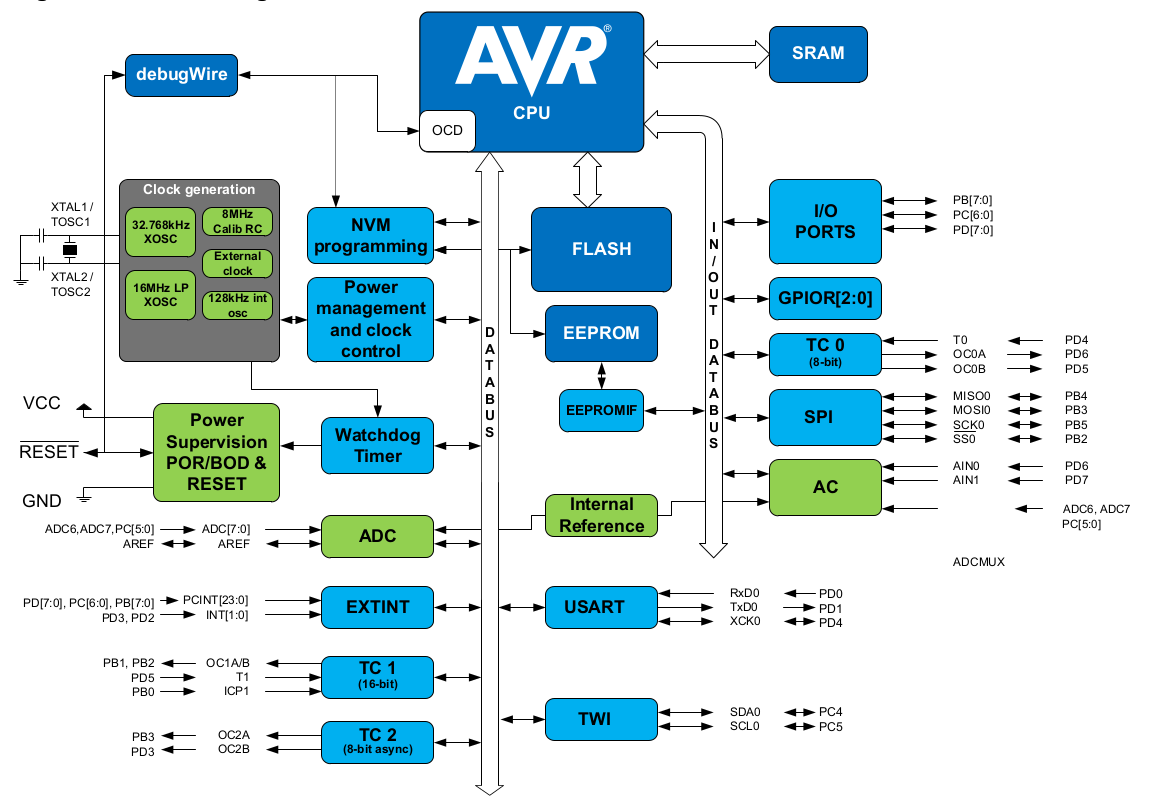 AVR®
CPU
OCD
SRAM
debugWire
Clock generation
32.768kHz
XOSC
8MHz
Calib RC
External
clock
16MHz LP
XOSC
128kHz int
osc
XTAL1 /
TOSC1
XTAL2 /
TOSC2
NVM
programming
Power
management
and clock
control
FLASH
EEPROM
EEPROMIF
DATABUS
IN/OUT DATABUS
I/O
PORTS
PB[7:0]
PC[6:0]
PD[7:0]
GPIOR[2:0]
TC 0
(8-bit)
T0 PD4
OC0A PD6
OC0B PD5
SPI
MISO0 PB4
MOSI0 PB3
SCK0 PB5
SS0 PB2
AC
AIN0 PD6
AIN1 PD7
ADC6, ADC7
PC[5:0]
ADCMUX
VCC
RESET
GND
Power
Supervision
POR/BOD &
RESET
Watchdog
Timer
Internal
Reference
ADC6,ADC7,PC[5:0] ADC[7:0]
AREF AREF
ADC
PD[7:0], PC[6:0], PB[7:0] PCINT[23:0]
PD3, PD2 INT[1:0]
EXTINT
USART
RxD0 PD0
TxD0 PD1
XCK0 PD4
PB1, PB2 OC1A/B
PD5 T1
PB0 ICP1
TC 1
(16-bit)
TWI
SDA0 PC4
SCL0 PC5
PB3 OC2A
PD3 OC2B
TC 2
(8-bit async)